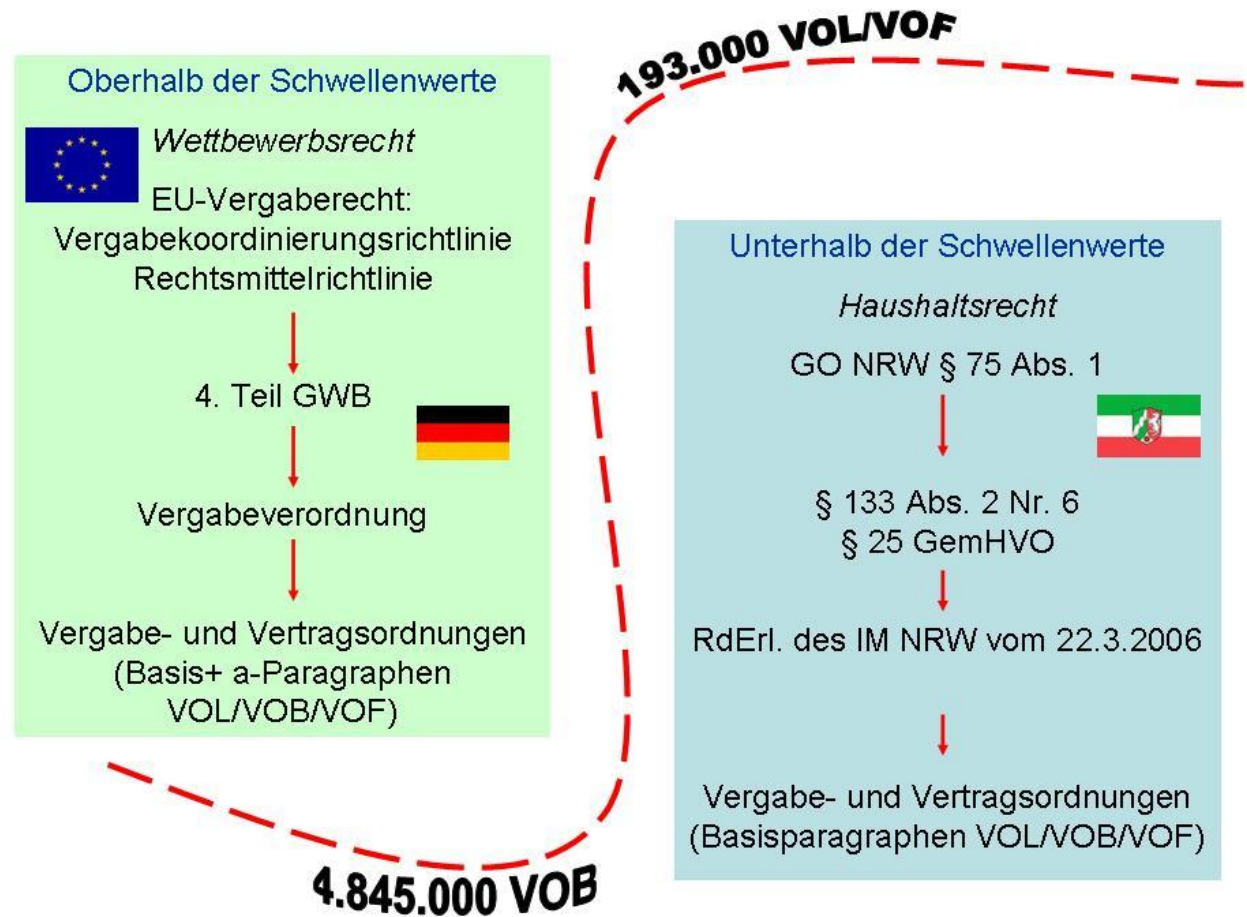 193.000 VOL/VOF
Oberhalb der Schwellenwerte
Wettbewerbsrecht
EU-Vergaberecht:
Vergabekoordinierungsrichtlinie
Rechtsmittelrichtlinie
4. Teil GWB
Vergabeverordnung
Vergabe- und Vertragsordnungen
(Basis+ a-Paragraphen
VOL/VOB/VOF)
4.845.000 VOB
Unterhalb der Schwellenwerte
Haushaltsrecht
GO NRW § 75 Abs. 1
§ 133 Abs. 2 Nr. 6
§ 25 GemHVO
RdErl. des IM NRW vom 22.3.2006
Vergabe- und Vertragsordnungen
(Basisparagraphen VOL/VOB/VOF)